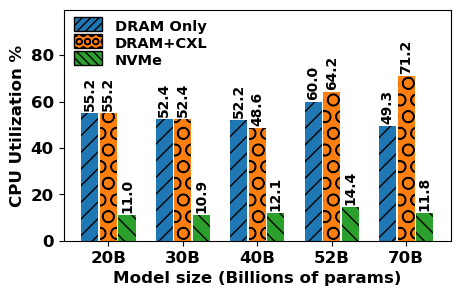 DRAM Only
DRAM+CXL
NVMe
CPU Utilization %
80
60
40
20
0
55.2 55.2 11.0
52.4 52.4 10.9
52.2 48.6 12.1
60.0 64.2 14.4
49.3 71.2 11.8
20B 30B 40B 52B 70B
Model size (Billions of params)